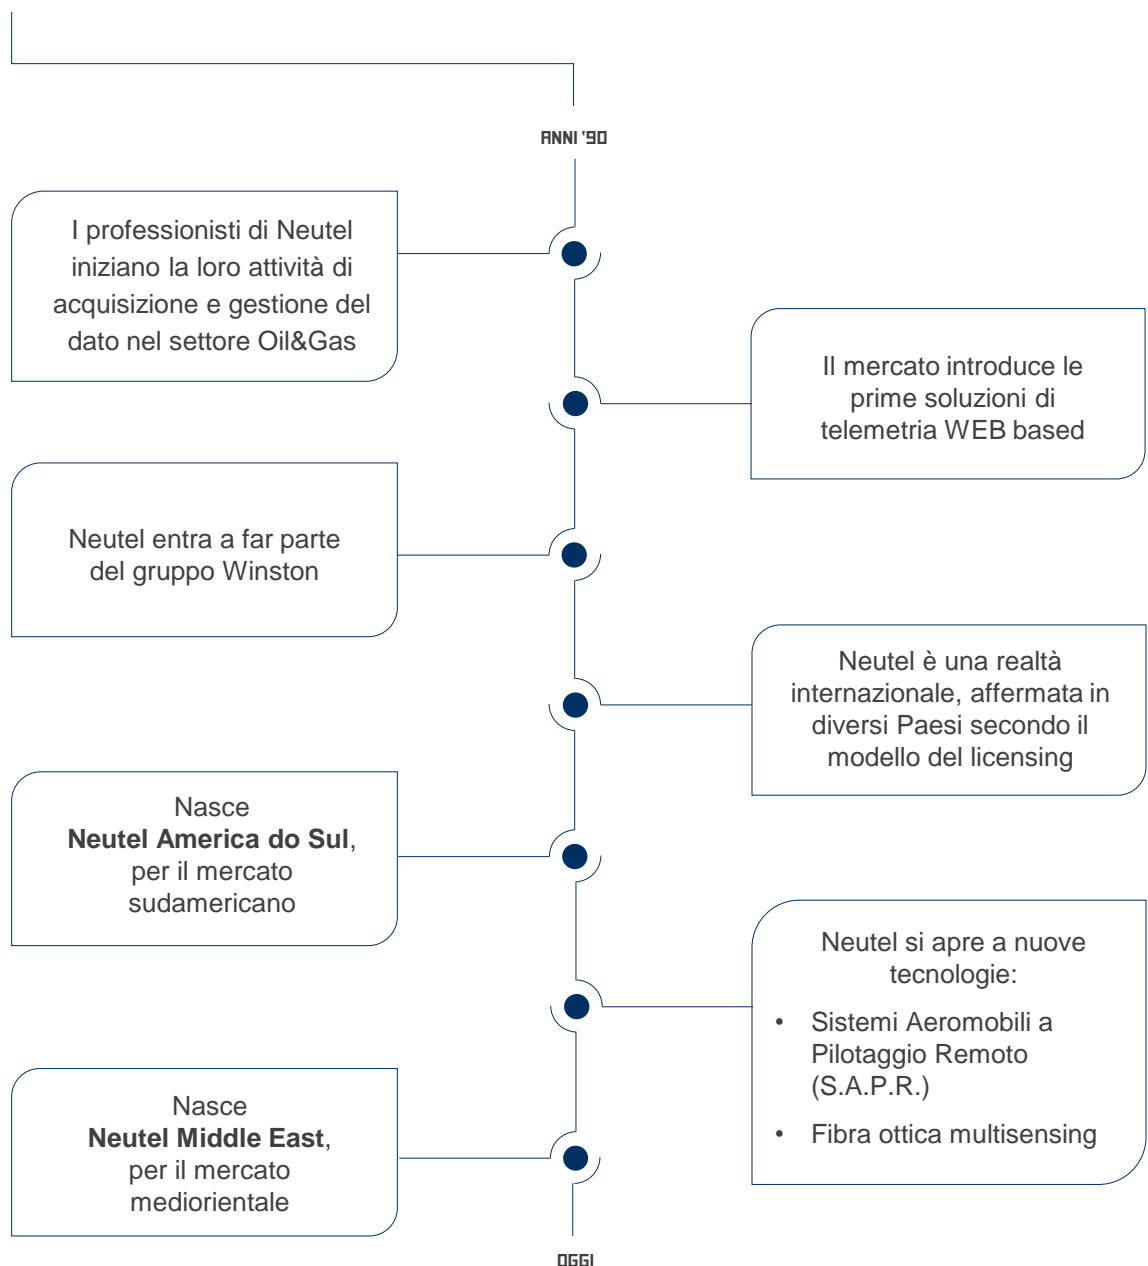 ANNI '90
I professionisti di Neutel
iniziano la loro attività di
acquisizione e gestione del
dato nel settore Oil&Gas
Il mercato introduce le
prime soluzioni di
telemetria WEB based
Neutel entra a far parte
del gruppo Winston
Neutel è una realtà
internazionale, affermata in
diversi Paesi secondo il
modello del licensing
Nasce
Neutel America do Sul,
per il mercato
sudamericano
Neutel si apre a nuove
tecnologie:
• Sistemi Aeromobili a
Pilotaggio Remoto
(S.A.P.R.)
• Fibra ottica multisensing
Nasce
Neutel Middle East,
per il mercato
mediorientale
OGGI